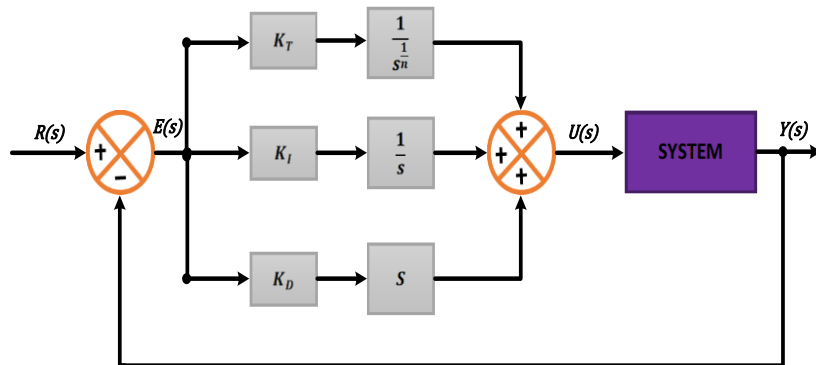 K_T
1 / s^{1/n}
R(s)
+
−
E(s)
K_I
1 / s
+
+
+
U(s)
SYSTEM
Y(s)
K_D
S